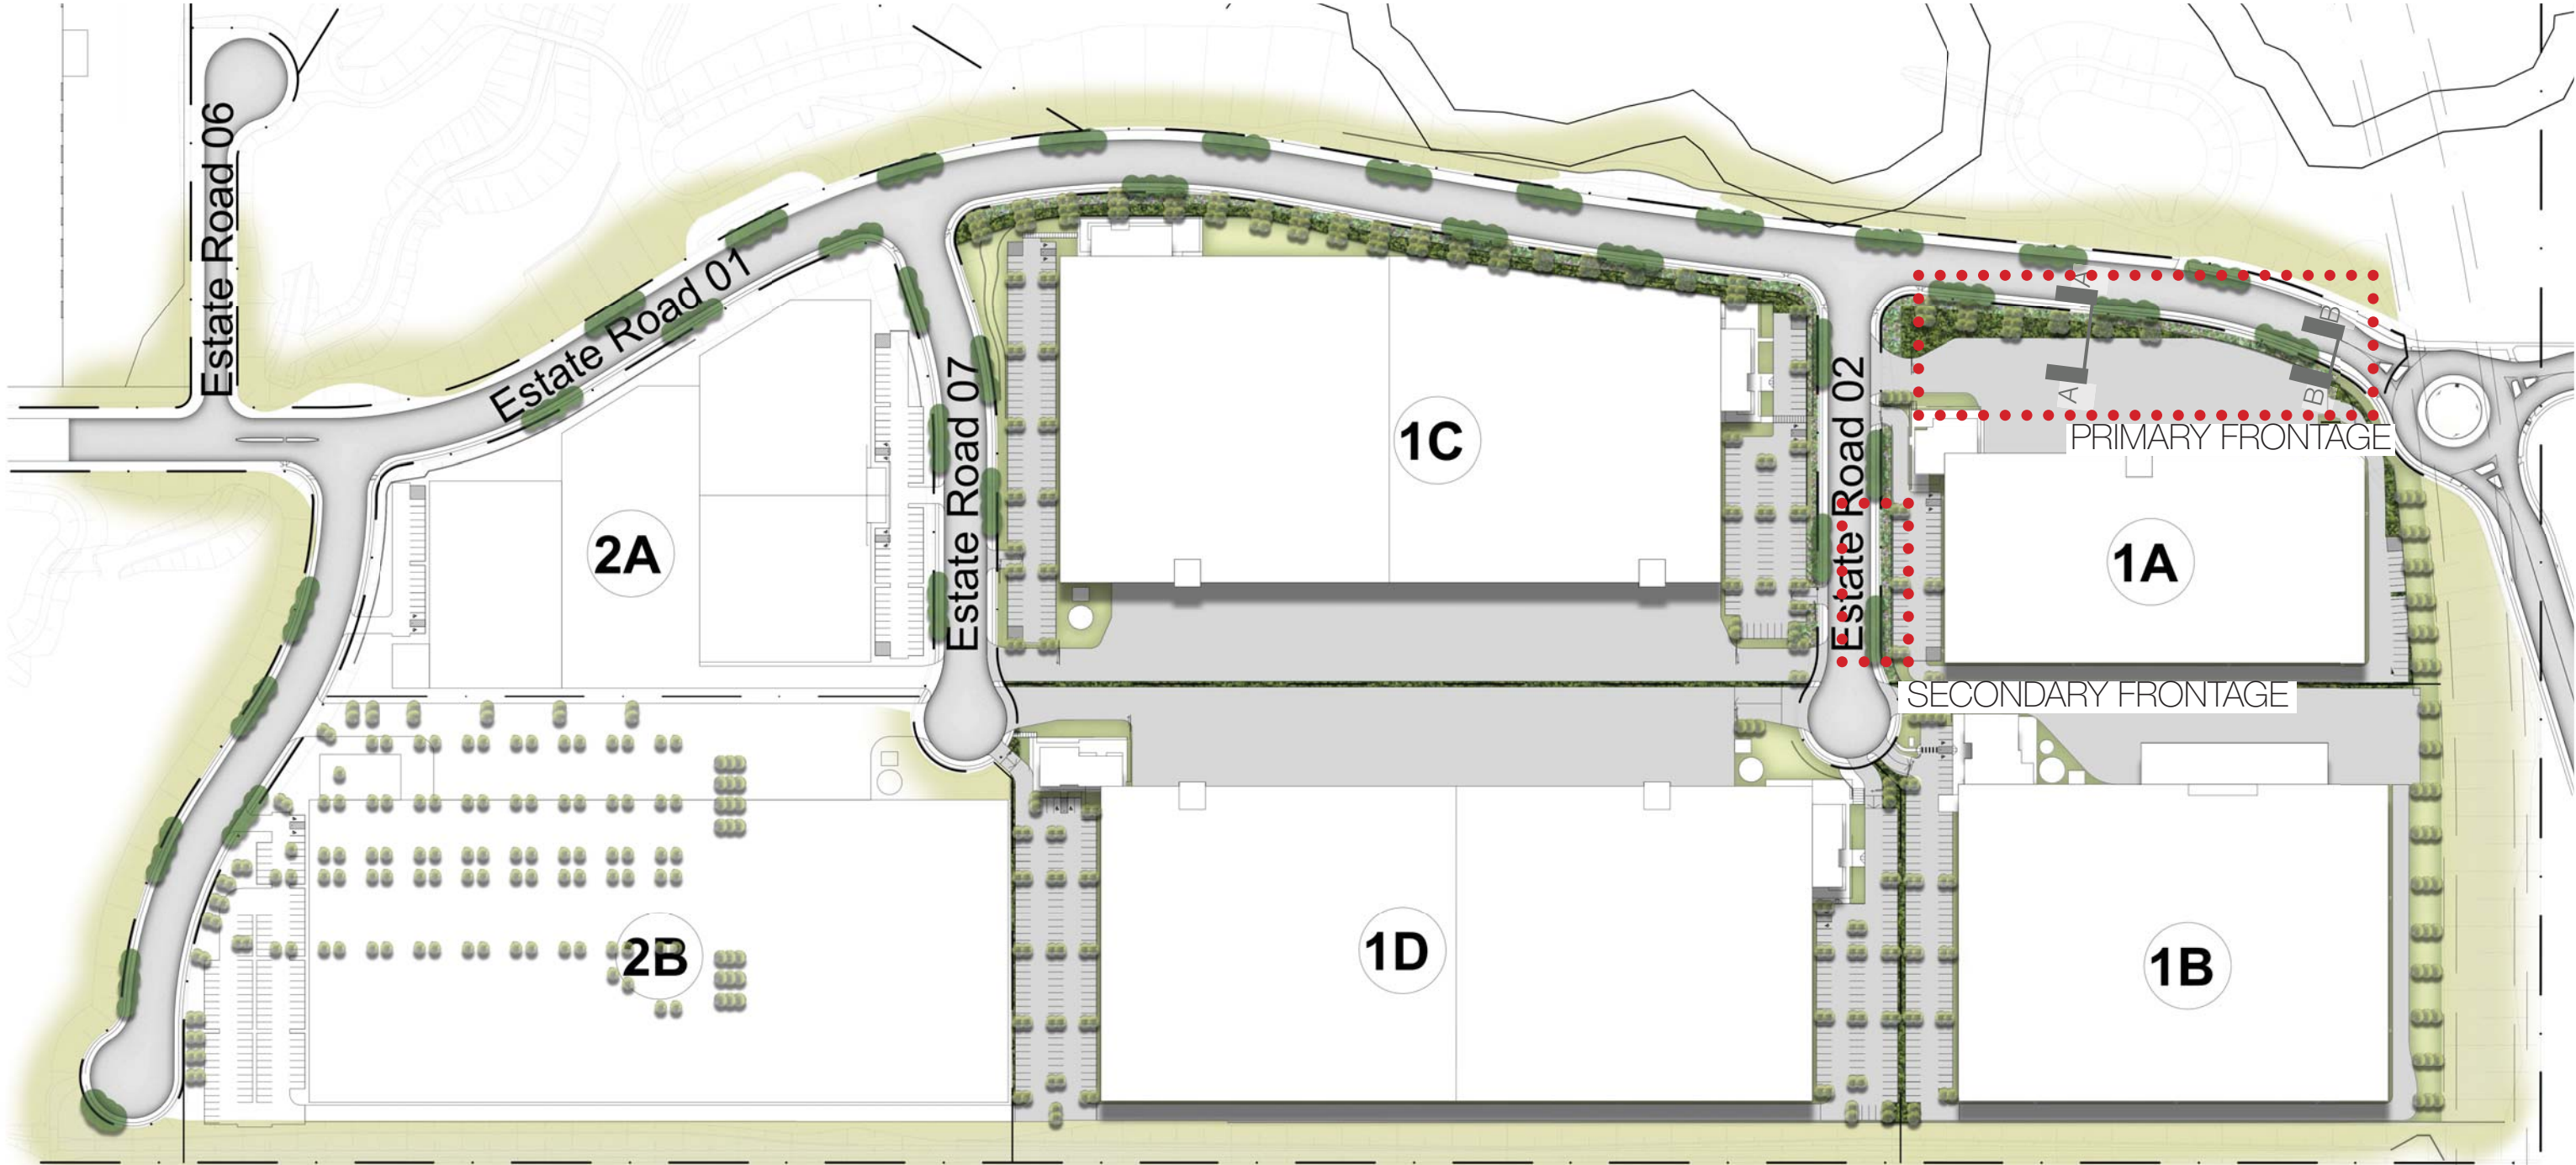 Estate Road 06
Estate Road 01
Estate Road 07
Estate Road 02
A
A
B
B
PRIMARY FRONTAGE
1C
2A
1A
SECONDARY FRONTAGE
2B
1D
1B